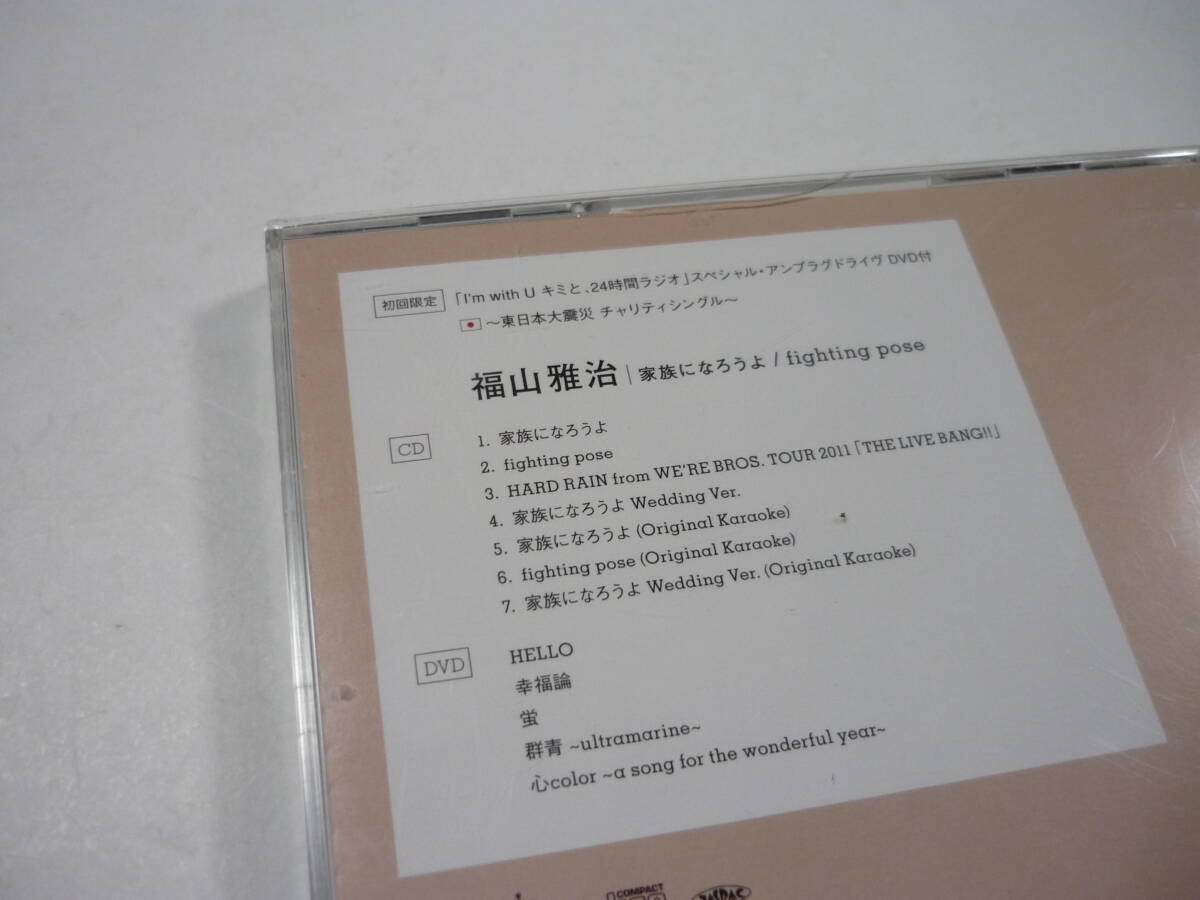 初回限定 「I'm with U キミと、24時間ラジオ」スペシャル・アンプラグドライヴ DVD付
～東日本大震災 チャリティシングル～
福山雅治 | 家族になろうよ / fighting pose
CD
1. 家族になろうよ
2. fighting pose
3. HARD RAIN from WE'RE BROS. TOUR 2011「THE LIVE BANG!!」
4. 家族になろうよ Wedding Ver.
5. 家族になろうよ (Original Karaoke)
6. fighting pose (Original Karaoke)
7. 家族になろうよ Wedding Ver. (Original Karaoke)
DVD
HELLO
幸福論
蛍
群青 ~ultramarine~
心color ~a song for the wonderful year~
COMPACT